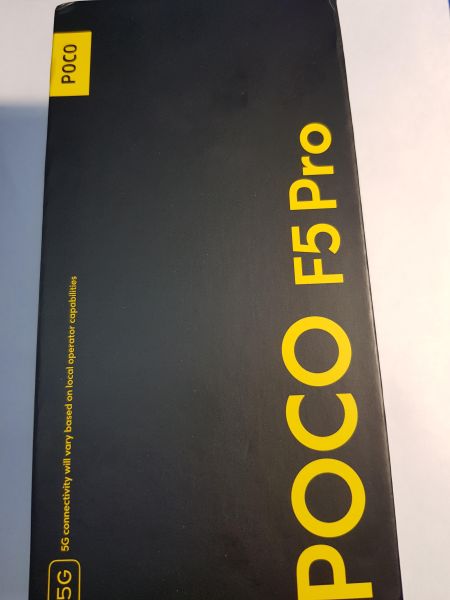 POCO
POCO F5 Pro
5G 5G connectivity will vary based on local operator capabilities